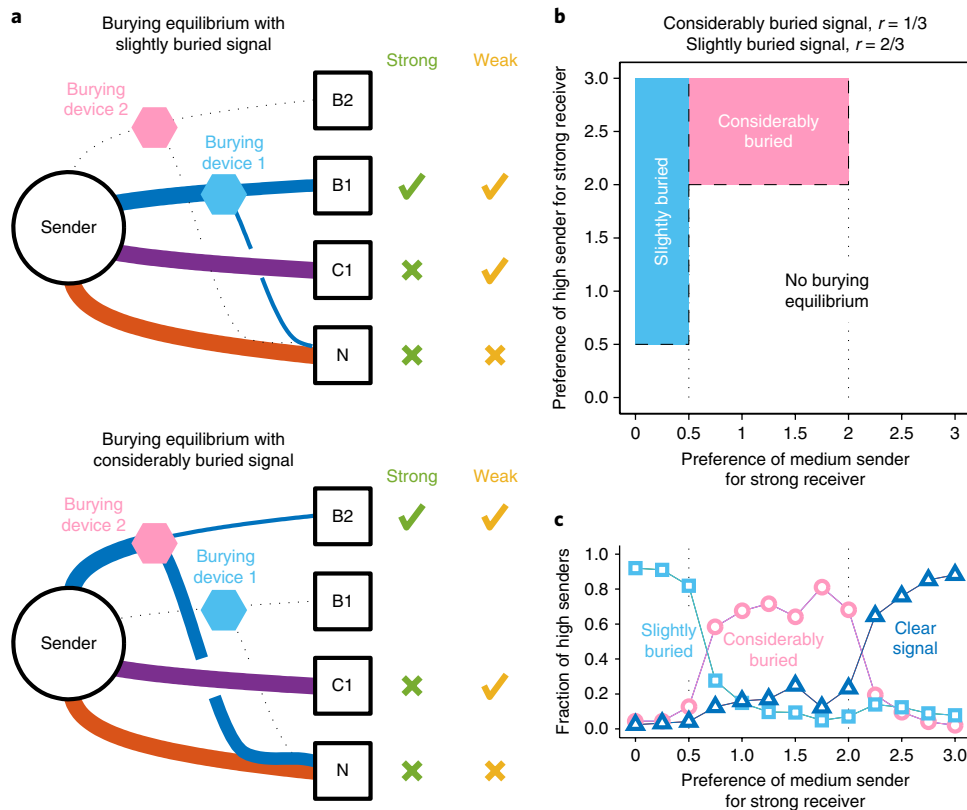 a
Burying equilibrium with
slightly buried signal
Strong
Weak
Burying
device 2
B2
Burying
device 1
B1
Sender
C1
N
Burying equilibrium with
considerably buried signal
Strong
Weak
Burying
device 2
B2
Burying
device 1
B1
Sender
C1
N
b
Considerably buried signal, r = 1/3
Slightly buried signal, r = 2/3
Preference of high sender for strong receiver
3.0
2.5
2.0
1.5
1.0
0.5
0.0
Slightly buried
Considerably
buried
No burying
equilibrium
0
0.5
1
1.5
2
2.5
3
Preference of medium sender
for strong receiver
c
Fraction of high senders
1.0
0.8
0.6
0.4
0.2
0.0
Slightly
buried
Considerably
buried
Clear
signal
0
0.5
1.0
1.5
2.0
2.5
3.0
Preference of medium sender
for strong receiver